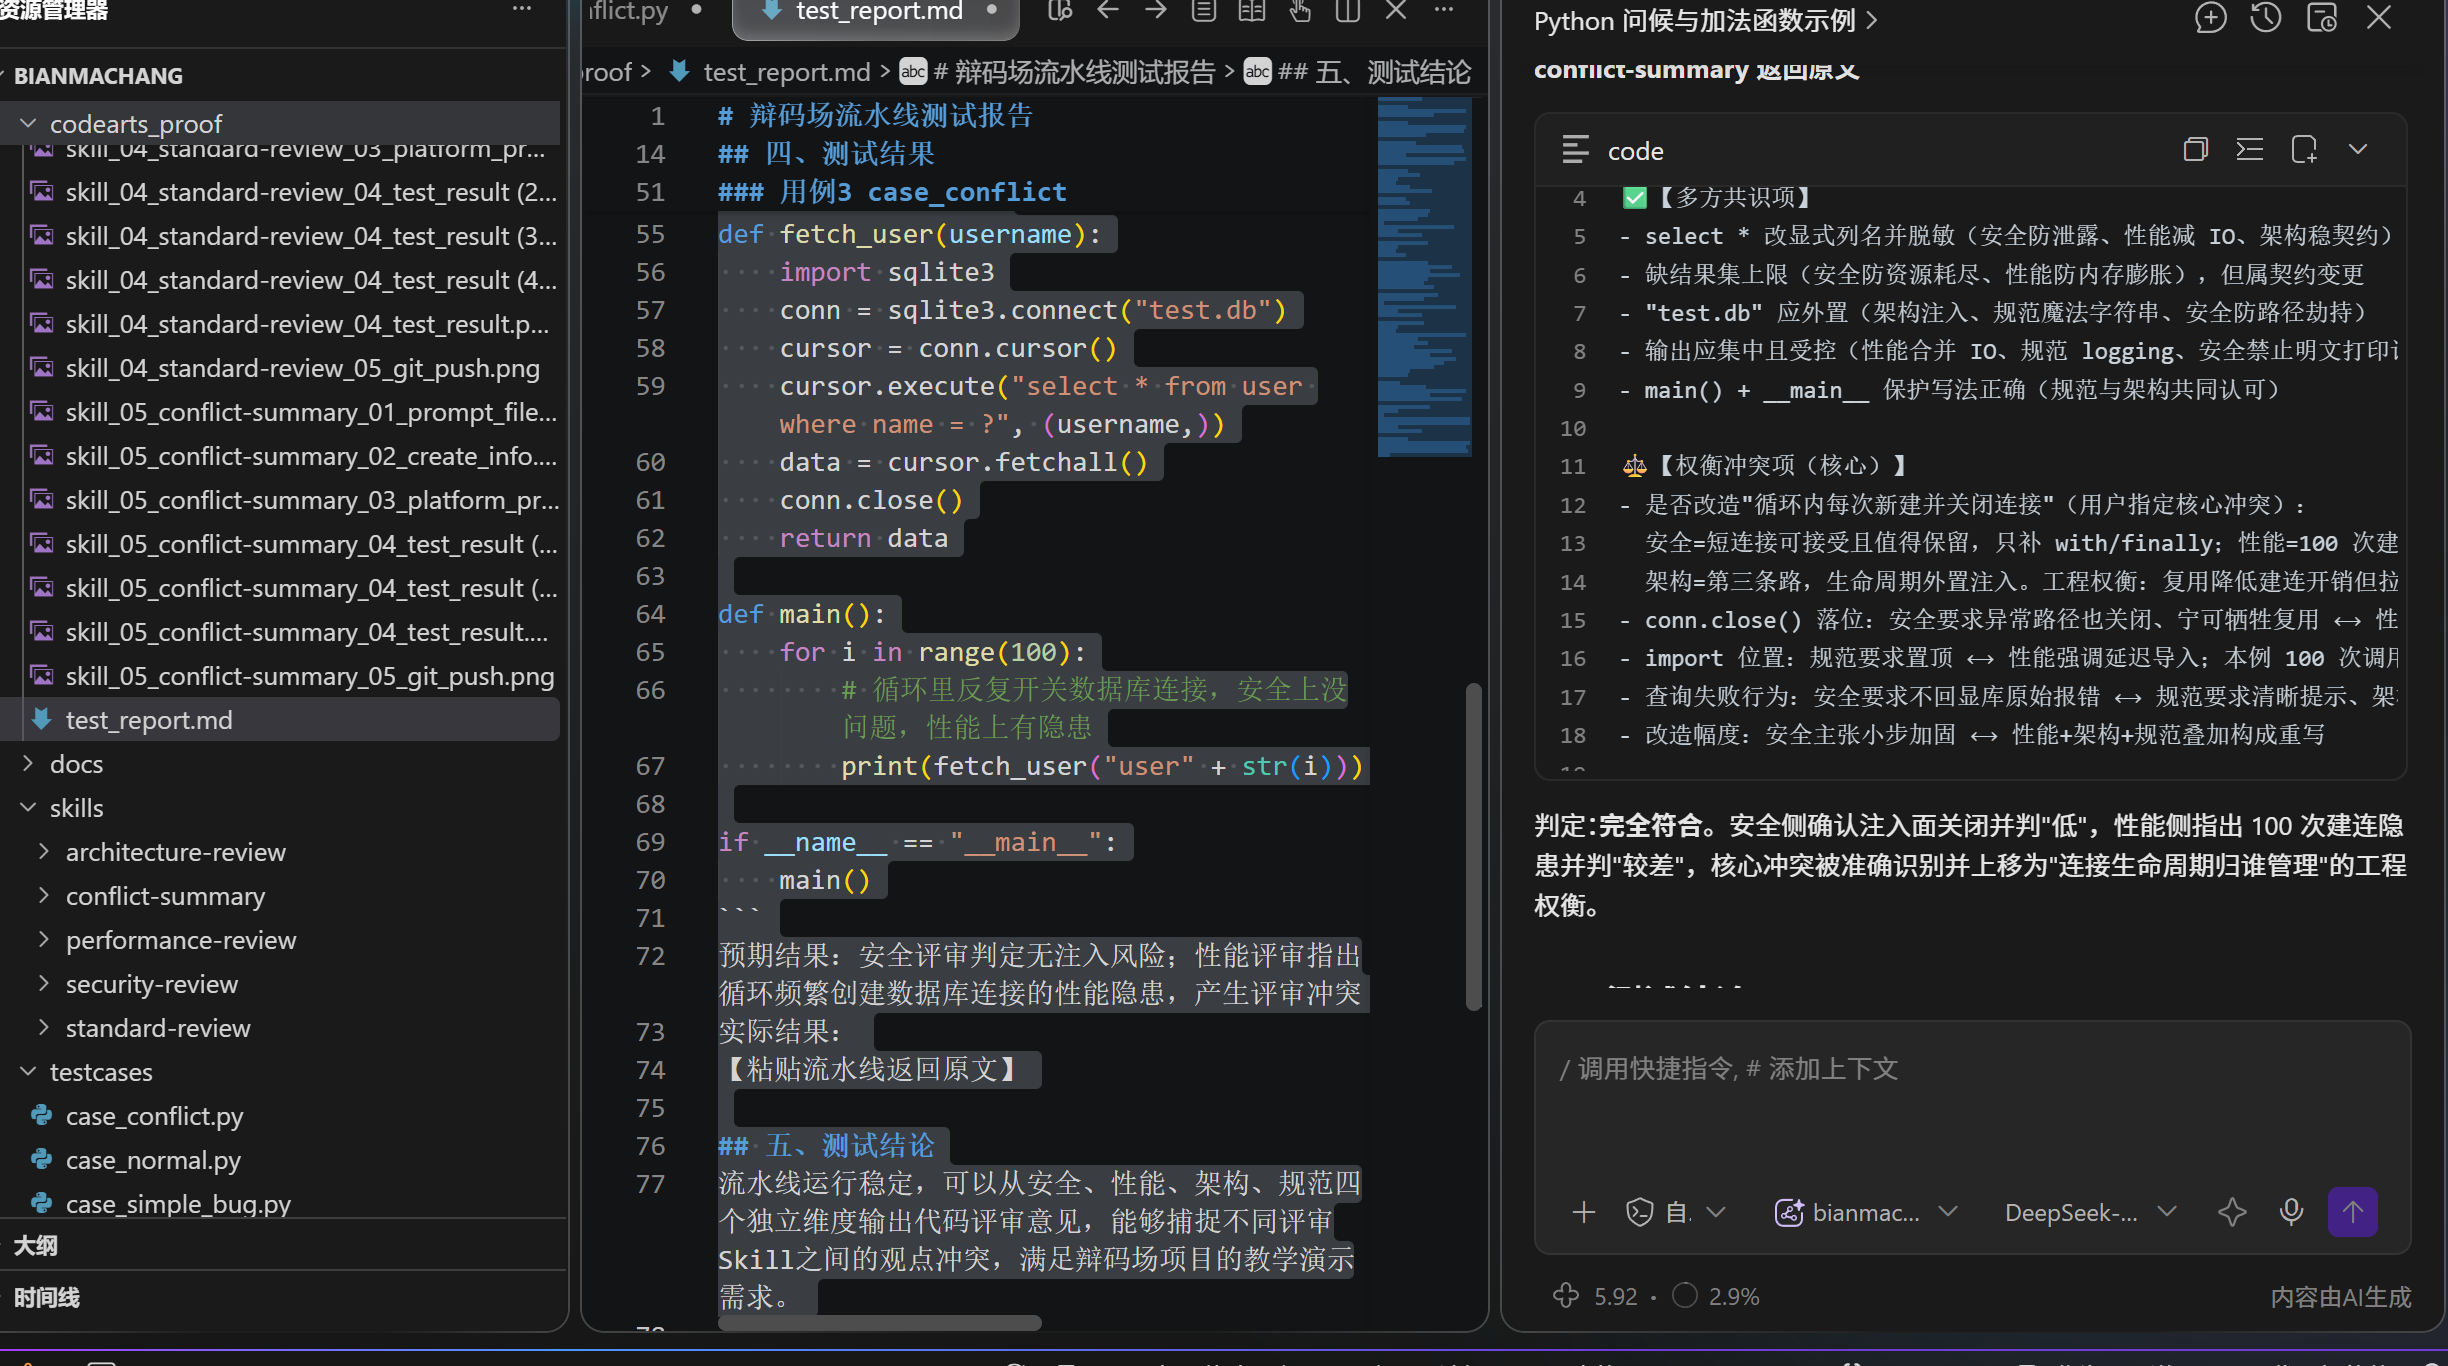 资源管理器
BIANMACHANG
codearts_proof
skill_04_standard-review_03_platform_pr...
skill_04_standard-review_04_test_result (2...
skill_04_standard-review_04_test_result (3...
skill_04_standard-review_04_test_result (4...
skill_04_standard-review_04_test_result.p...
skill_04_standard-review_05_git_push.png
skill_05_conflict-summary_01_prompt_file...
skill_05_conflict-summary_02_create_info....
skill_05_conflict-summary_03_platform_pr...
skill_05_conflict-summary_04_test_result (...
skill_05_conflict-summary_04_test_result (...
skill_05_conflict-summary_04_test_result....
skill_05_conflict-summary_05_git_push.png
test_report.md
docs
skills
architecture-review
conflict-summary
performance-review
security-review
standard-review
testcases
case_conflict.py
case_normal.py
case_simple_bug.py
大纲
时间线
nflict.py
test_report.md
proof > test_report.md > abc # 辩码场流水线测试报告 > abc ## 五、测试结论
1 # 辩码场流水线测试报告
14 ## 四、测试结果
51 ### 用例3 case_conflict
55 def fetch_user(username):
56 import sqlite3
57 conn = sqlite3.connect("test.db")
58 cursor = conn.cursor()
59 cursor.execute("select * from user
where name = ?", (username,))
60 data = cursor.fetchall()
61 conn.close()
62 return data
63
64 def main():
65 for i in range(100):
66 # 循环里反复开关数据库连接，安全上没
问题，性能上有隐患
67 print(fetch_user("user" + str(i)))
68
69 if __name__ == "__main__":
70 main()
71 ```
72 预期结果：安全评审判定无注入风险；性能评审指出
循环频繁创建数据库连接的性能隐患，产生评审冲突
73 实际结果：
74 【粘贴流水线返回原文】
75
76 ## 五、测试结论
77 流水线运行稳定，可以从安全、性能、架构、规范四
个独立维度输出代码评审意见，能够捕捉不同评审
Skill之间的观点冲突，满足辩码场项目的教学演示
需求。
Python 问候与加法函数示例 >
conflict-summary 返回原文
code
4 ✅【多方共识项】
5 - select * 改显式列名并脱敏（安全防泄露、性能减 IO、架构稳契约）
6 - 缺结果集上限（安全防资源耗尽、性能防内存膨胀），但属契约变更
7 - "test.db" 应外置（架构注入、规范魔法字符串、安全防路径劫持）
8 - 输出应集中且受控（性能合并 IO、规范 logging、安全禁止明文打印
9 - main() + __main__ 保护写法正确（规范与架构共同认可）
10
11 ⚖️【权衡冲突项（核心）】
12 - 是否改造"循环内每次新建并关闭连接"（用户指定核心冲突）：
13 安全=短连接可接受且值得保留，只补 with/finally；性能=100 次建
14 架构=第三条路，生命周期外置注入。工程权衡：复用降低建连开销但拉
15 - conn.close() 落位：安全要求异常路径也关闭、宁可牺牲复用 ↔ 性
16 - import 位置：规范要求置顶 ↔ 性能强调延迟导入；本例 100 次调用
17 - 查询失败行为：安全要求不回显库原始报错 ↔ 规范要求清晰提示、架
18 - 改造幅度：安全主张小步加固 ↔ 性能+架构+规范叠加构成重写
判定：完全符合。安全侧确认注入面关闭并判"低"，性能侧指出 100 次建连隐
患并判"较差"，核心冲突被准确识别并上移为"连接生命周期归谁管理"的工程
权衡。
/ 调用快捷指令, # 添加上下文
自.
bianmac...
DeepSeek-...
5.92 · 2.9%
内容由AI生成